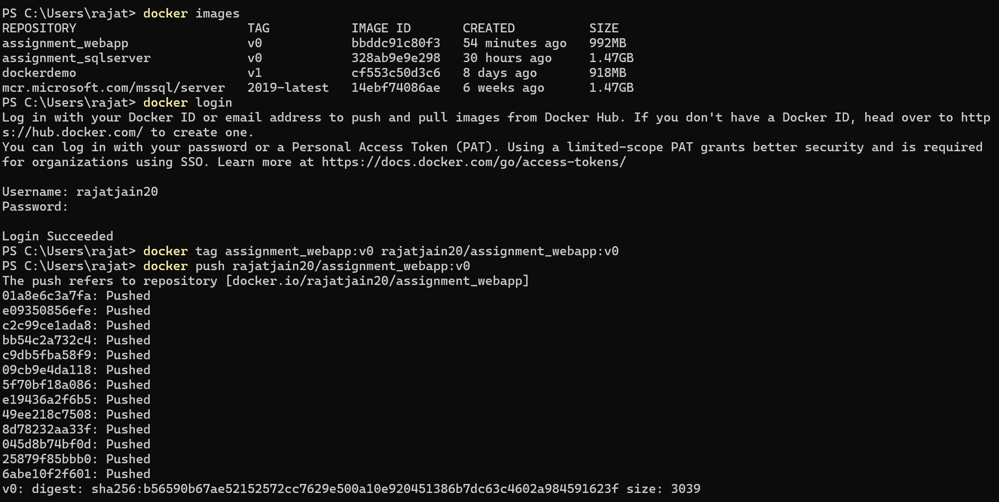 PS C:\Users\rajat> docker images
REPOSITORY                       TAG           IMAGE ID       CREATED          SIZE
assignment_webapp                v0            bbddc91c80f3   54 minutes ago   992MB
assignment_sqlserver             v0            328ab9e9e298   30 hours ago     1.47GB
dockerdemo                       v1            cf553c50d3c6   8 days ago       918MB
mcr.microsoft.com/mssql/server   2019-latest   14ebf74086ae   6 weeks ago      1.47GB
PS C:\Users\rajat> docker login
Log in with your Docker ID or email address to push and pull images from Docker Hub. If you don't have a Docker ID, head over to http
s://hub.docker.com/ to create one.
You can log in with your password or a Personal Access Token (PAT). Using a limited-scope PAT grants better security and is required
for organizations using SSO. Learn more at https://docs.docker.com/go/access-tokens/
Username: rajatjain20
Password:
Login Succeeded
PS C:\Users\rajat> docker tag assignment_webapp:v0 rajatjain20/assignment_webapp:v0
PS C:\Users\rajat> docker push rajatjain20/assignment_webapp:v0
The push refers to repository [docker.io/rajatjain20/assignment_webapp]
01a8e6c3a7fa: Pushed
e09350856efe: Pushed
c2c99ce1ada8: Pushed
bb54c2a732c4: Pushed
c9db5fba58f9: Pushed
09cb9e4da118: Pushed
5f70bf18a086: Pushed
e19436a2f6b5: Pushed
49ee218c7508: Pushed
8d78232aa33f: Pushed
045d8b74bf0d: Pushed
25879f85bbb0: Pushed
6abe10f2f601: Pushed
v0: digest: sha256:b56590b67ae52152572cc7629e500a10e920451386b7dc63c4602a984591623f size: 3039